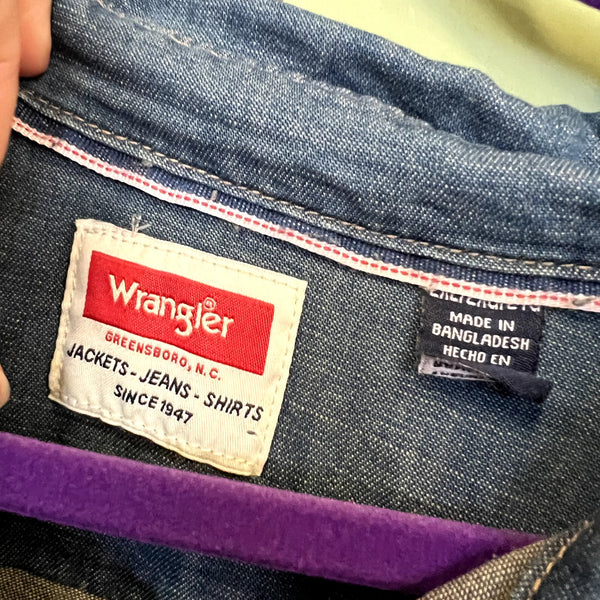 Wrangler®
GREENSBORO, N.C.
JACKETS - JEANS - SHIRTS
SINCE 1947
MADE IN
BANGLADESH
HECHO EN